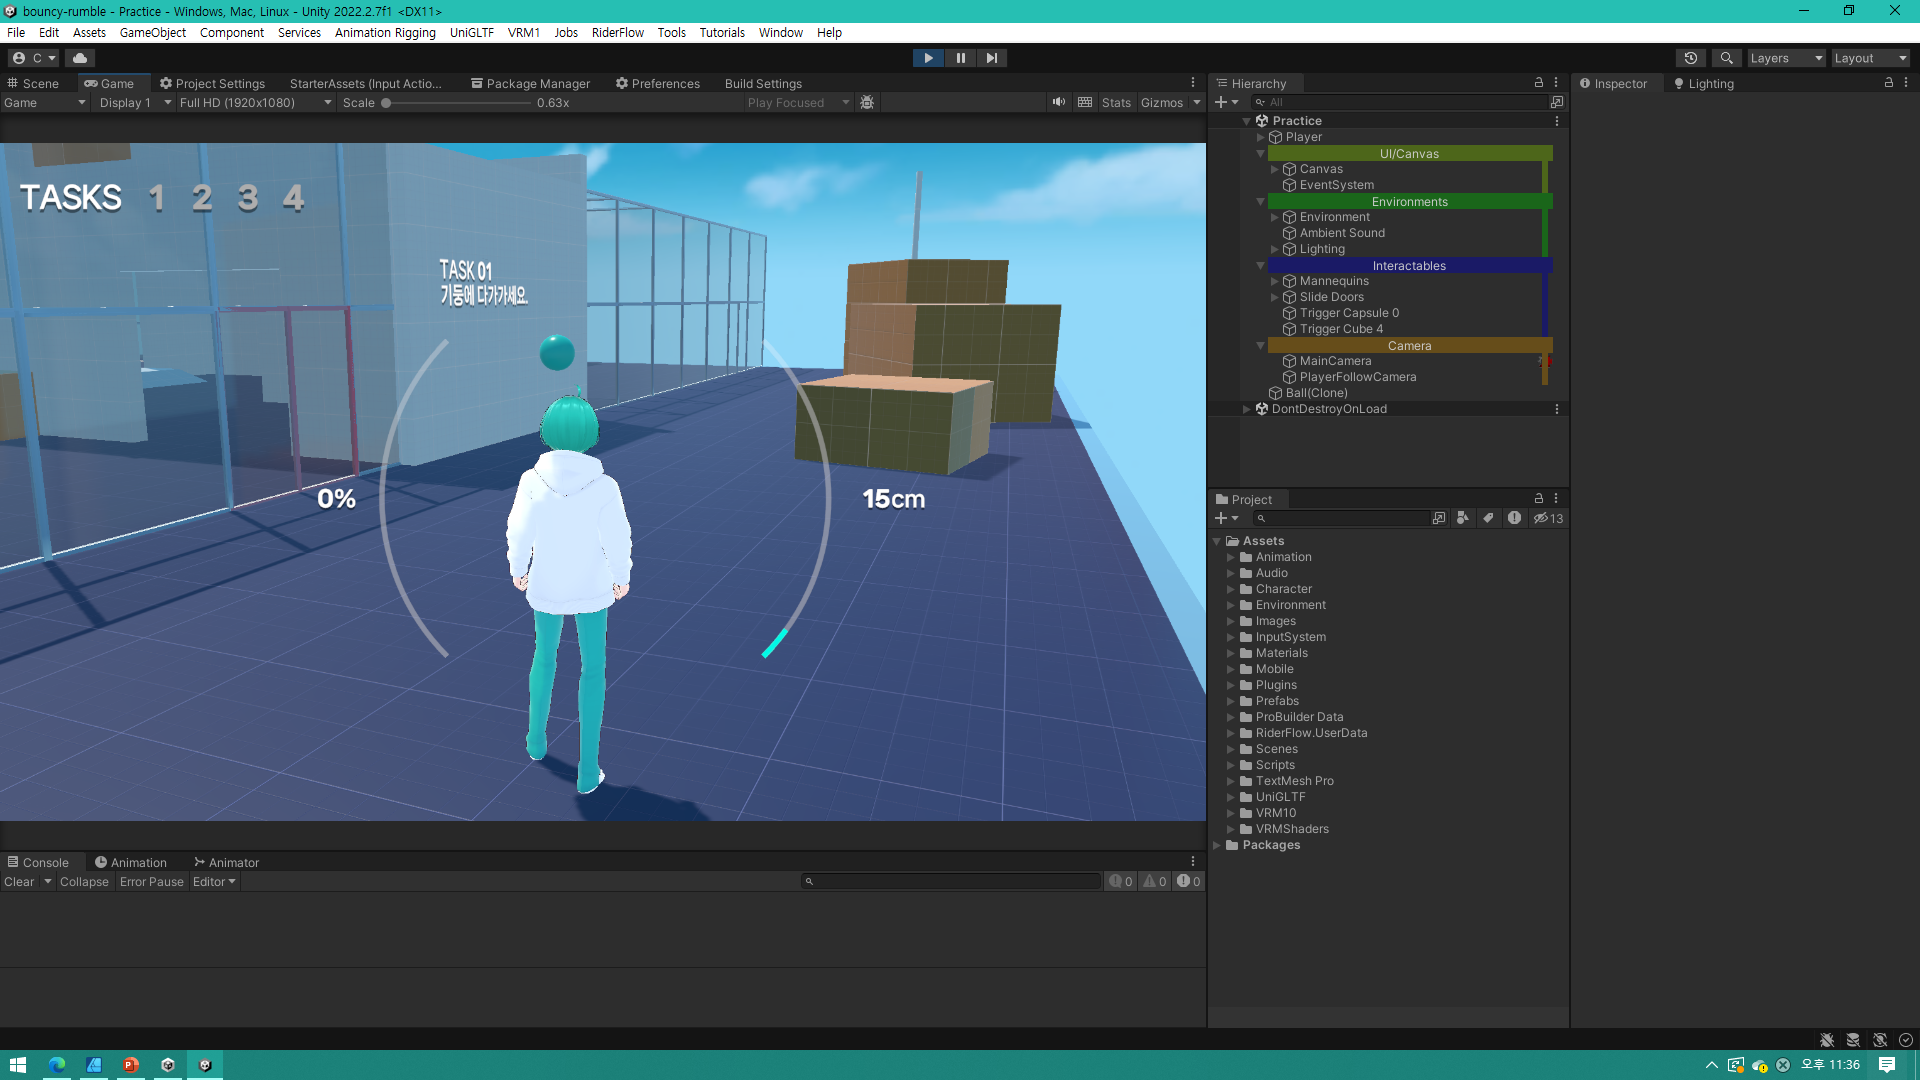 bouncy-rumble - Practice - Windows, Mac, Linux - Unity 2022.2.7f1 <DX11>
File Edit Assets GameObject Component Services Animation Rigging UniGLTF VRM1 Jobs RiderFlow Tools Tutorials Window Help
C
Layers Layout
Scene Game Project Settings StarterAssets (Input Actio... Package Manager Preferences Build Settings
Game Display 1 Full HD (1920x1080) Scale 0.63x Play Focused Stats Gizmos
TASKS 1 2 3 4
TASK 01
기둥에 다가가세요.
0%
15cm
Console Animation Animator
Clear Collapse Error Pause Editor 0 0 0
Hierarchy
All
Practice
Player
UI/Canvas
Canvas
EventSystem
Environments
Environment
Ambient Sound
Lighting
Interactables
Mannequins
Slide Doors
Trigger Capsule 0
Trigger Cube 4
Camera
MainCamera
PlayerFollowCamera
Ball(Clone)
DontDestroyOnLoad
Project
13
Assets
Animation
Audio
Character
Environment
Images
InputSystem
Materials
Mobile
Plugins
Prefabs
ProBuilder Data
RiderFlow.UserData
Scenes
Scripts
TextMesh Pro
UniGLTF
VRM10
VRMShaders
Packages
Inspector Lighting
오후 11:36